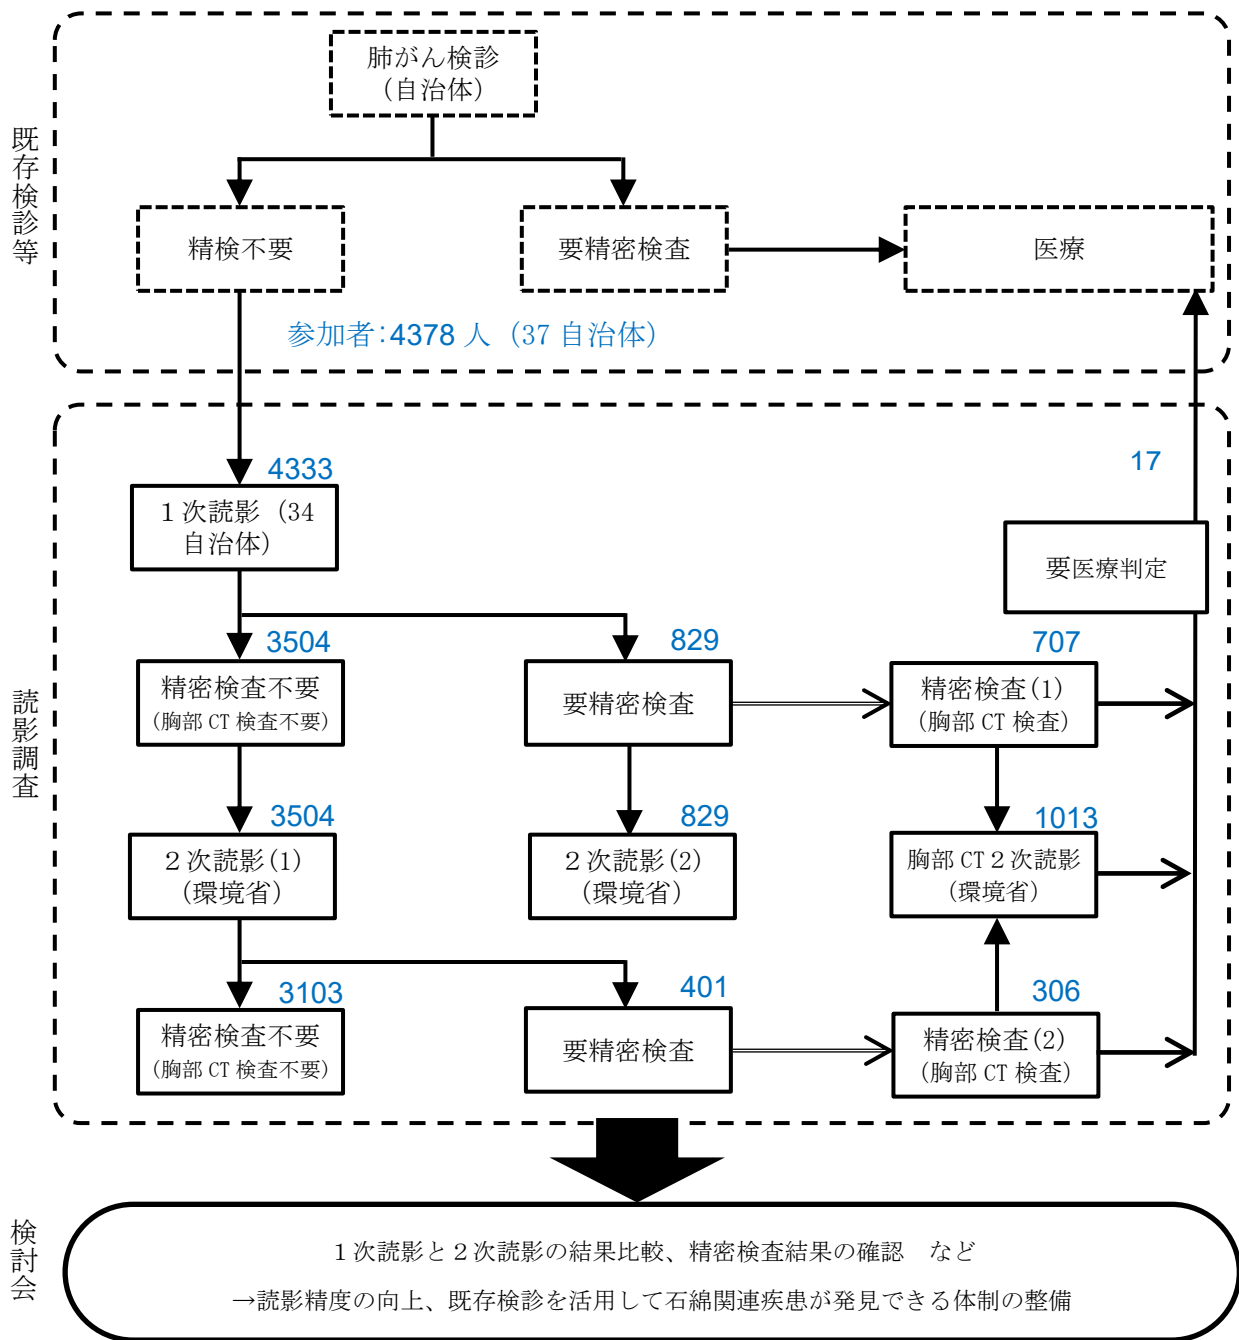 既存検診等
肺がん検診
(自治体)
精検不要
要精密検査
医療
参加者:4378 人 (37 自治体)
読影調査
4333
17
１次読影 (34
自治体)
要医療判定
3504
829
707
精密検査不要
(胸部 CT 検査不要)
要精密検査
精密検査(1)
(胸部 CT 検査)
3504
829
1013
２次読影(1)
(環境省)
２次読影(2)
(環境省)
胸部 CT２次読影
(環境省)
3103
401
306
精密検査不要
(胸部 CT 検査不要)
要精密検査
精密検査(2)
(胸部 CT 検査)
検討会
１次読影と２次読影の結果比較、精密検査結果の確認　など
→読影精度の向上、既存検診を活用して石綿関連疾患が発見できる体制の整備